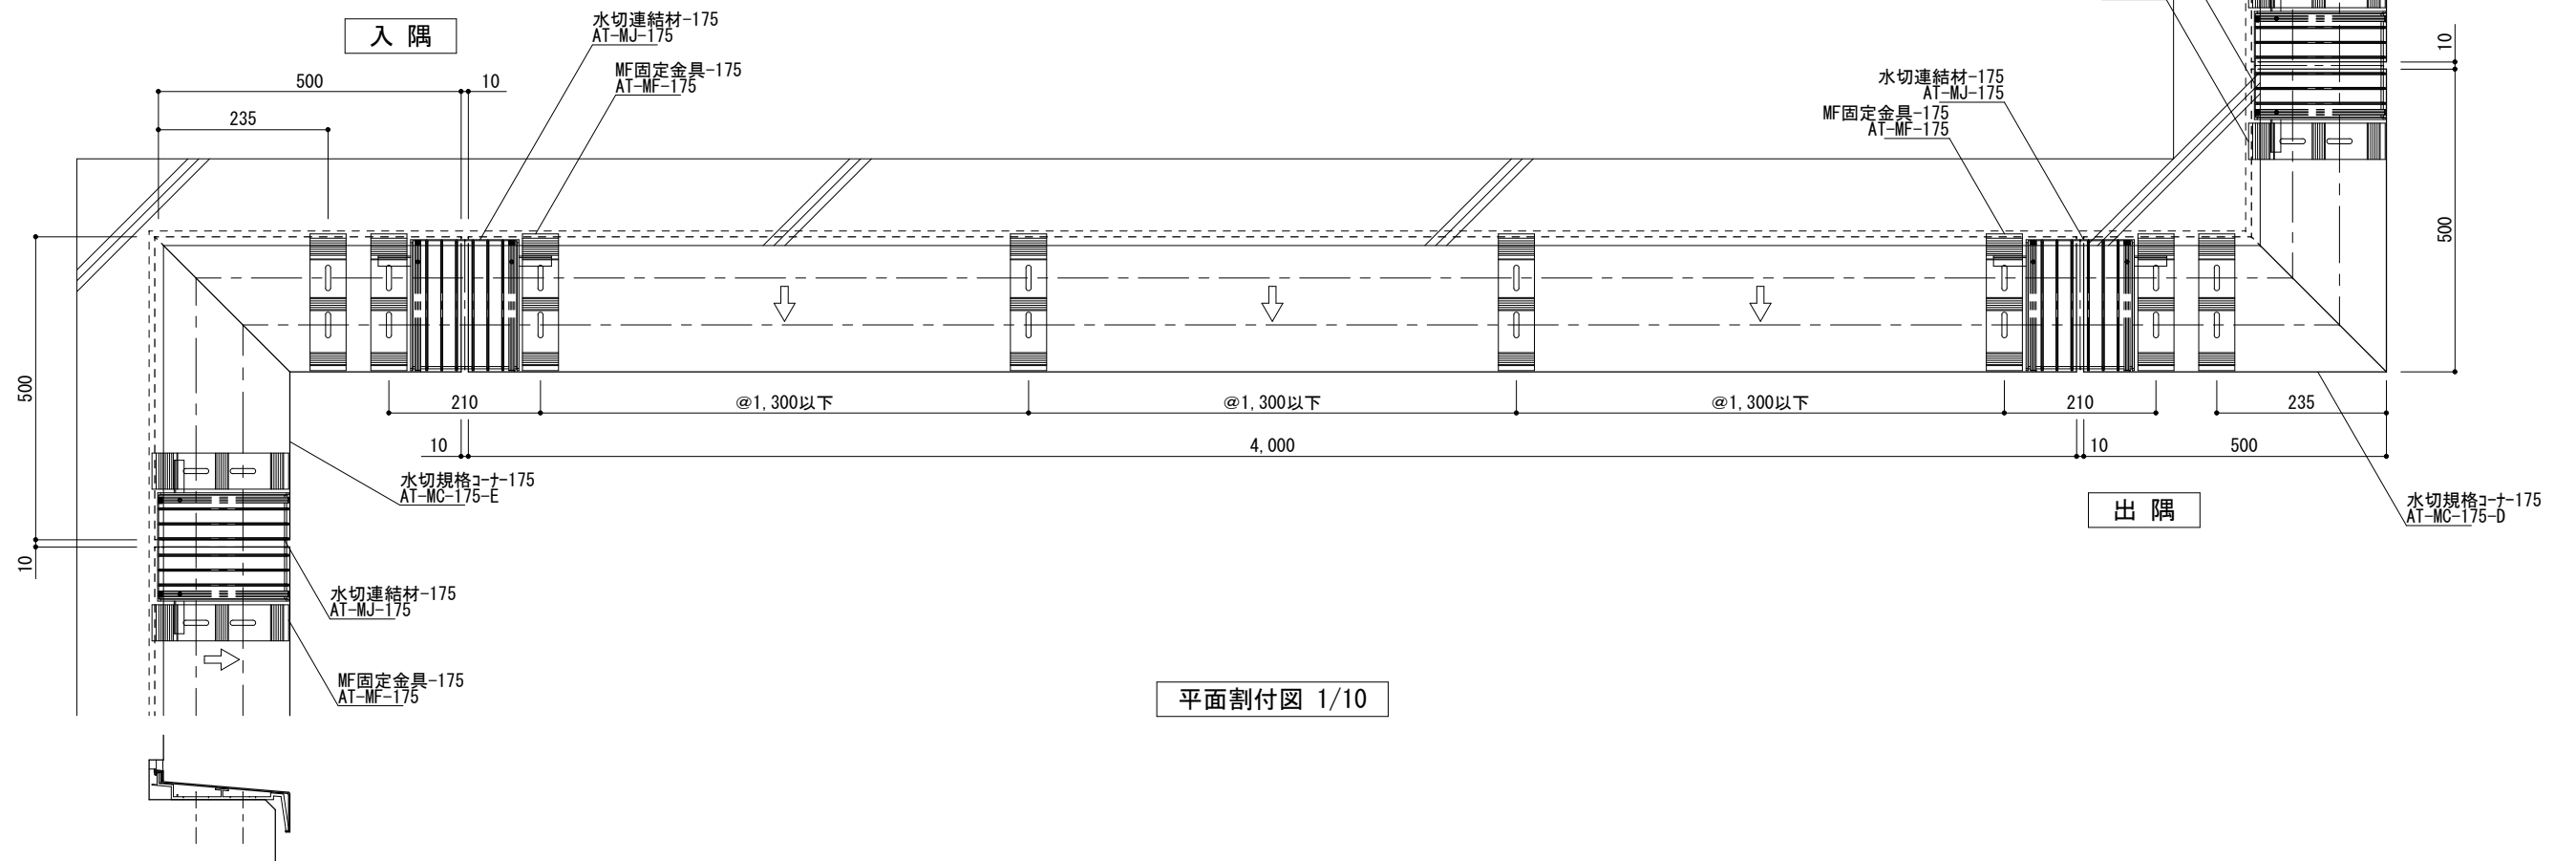 入 隅
水切連結材-175
AT-MJ-175
MF固定金具-175
AT-MF-175
500
10
235
水切連結材-175
AT-MJ-175
MF固定金具-175
AT-MF-175
10
500
500
10
210
@1,300以下
@1,300以下
@1,300以下
210
235
10
4,000
10
500
水切規格ｺｰﾅｰ175
AT-MC-175-E
出 隅
水切規格ｺｰﾅｰ175
AT-MC-175-D
水切連結材-175
AT-MJ-175
MF固定金具-175
AT-MF-175
平面割付図 1/10